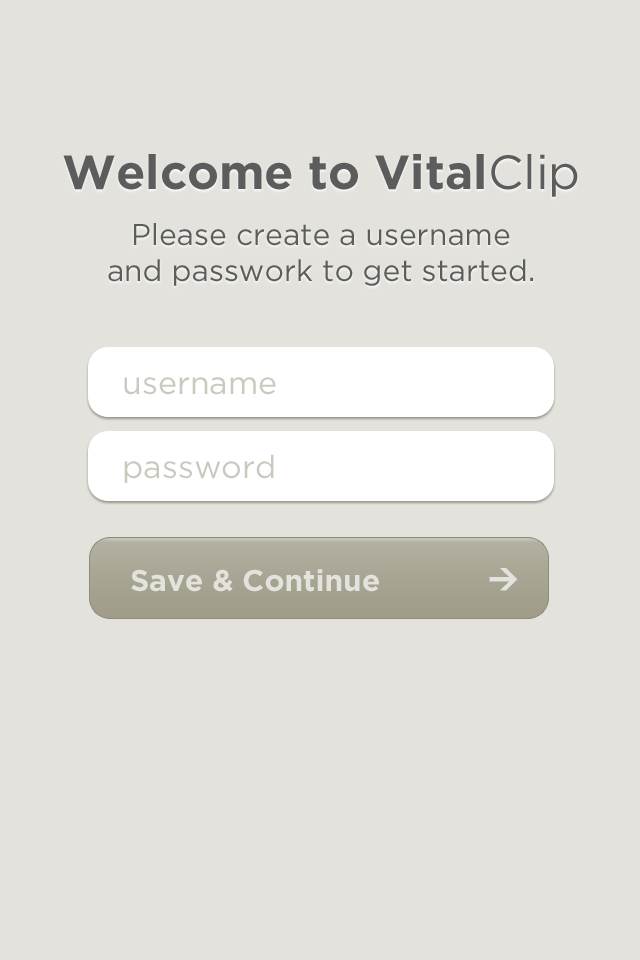 Welcome to VitalClip
Please create a username
and passwork to get started.
username
password
Save & Continue